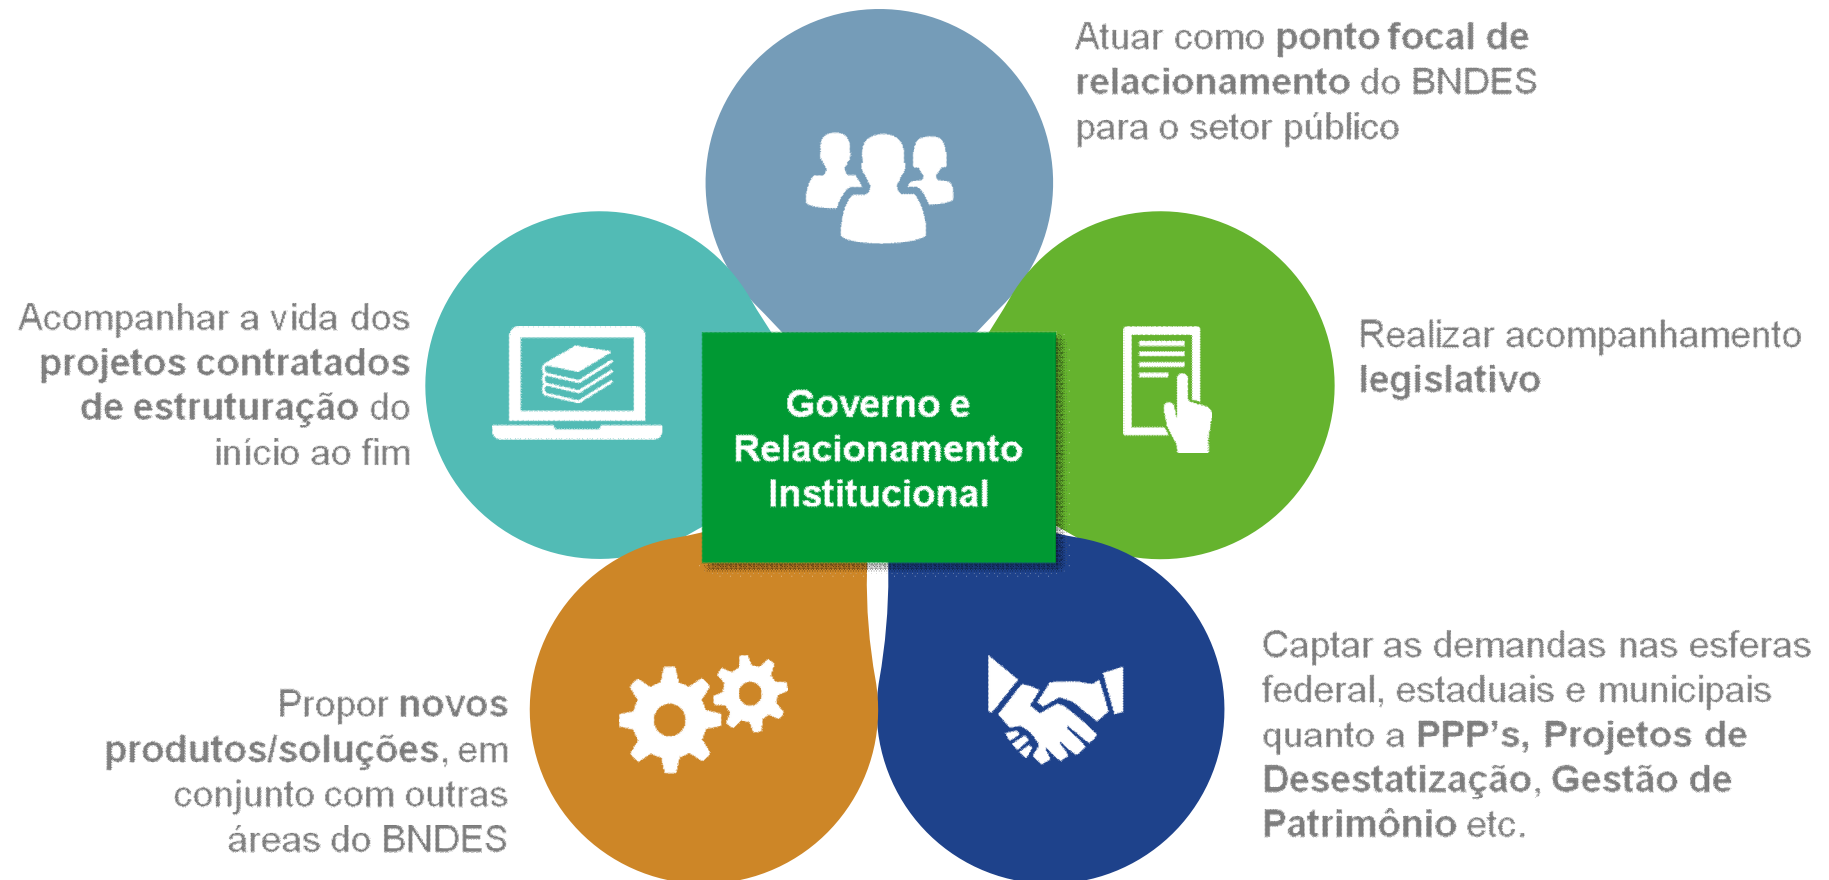 Atuar como ponto focal de
relacionamento do BNDES
para o setor público
Realizar acompanhamento
legislativo
Captar as demandas nas esferas
federal, estaduais e municipais
quanto a PPP's, Projetos de
Desestatização, Gestão de
Patrimônio etc.
Propor novos
produtos/soluções, em
conjunto com outras
áreas do BNDES
Acompanhar a vida dos
projetos contratados
de estruturação do
início ao fim
Governo e
Relacionamento
Institucional